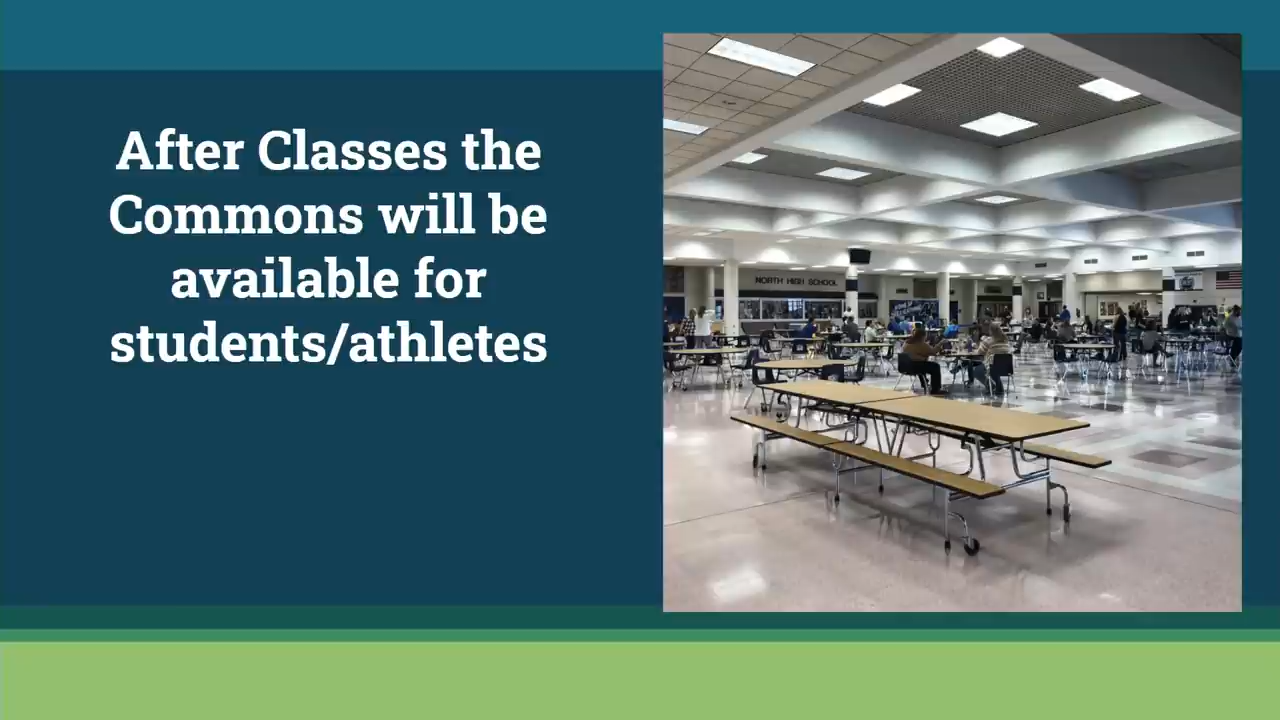 After Classes the
Commons will be
available for
students/athletes
NORTH HIGH SCHOOL